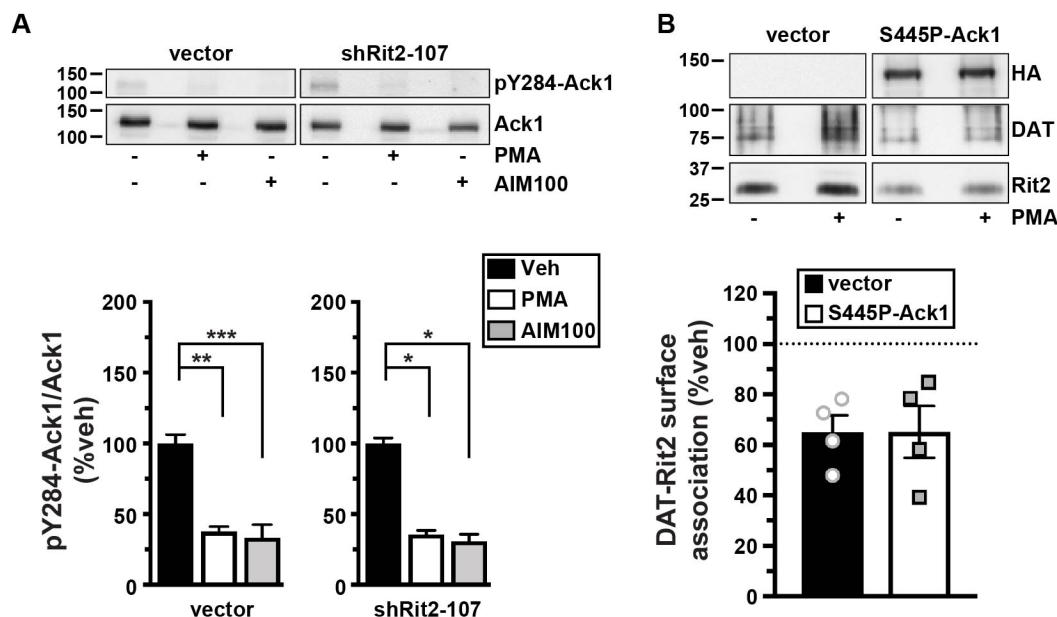 A
vector
shRit2-107
150
100
pY284-Ack1
150
100
Ack1
- + - - + - PMA
- - + - - + AIM100
Veh
PMA
AIM100
pY284-Ack1/Ack1
(%veh)
200
150
100
50
0
***
**
vector
200
150
100
50
0
*
*
shRit2-107
B
vector
S445P-Ack1
150
HA
100
75
DAT
37
25
Rit2
- + - + PMA
vector
S445P-Ack1
DAT-Rit2 surface
association (%veh)
120
100
80
60
40
20
0